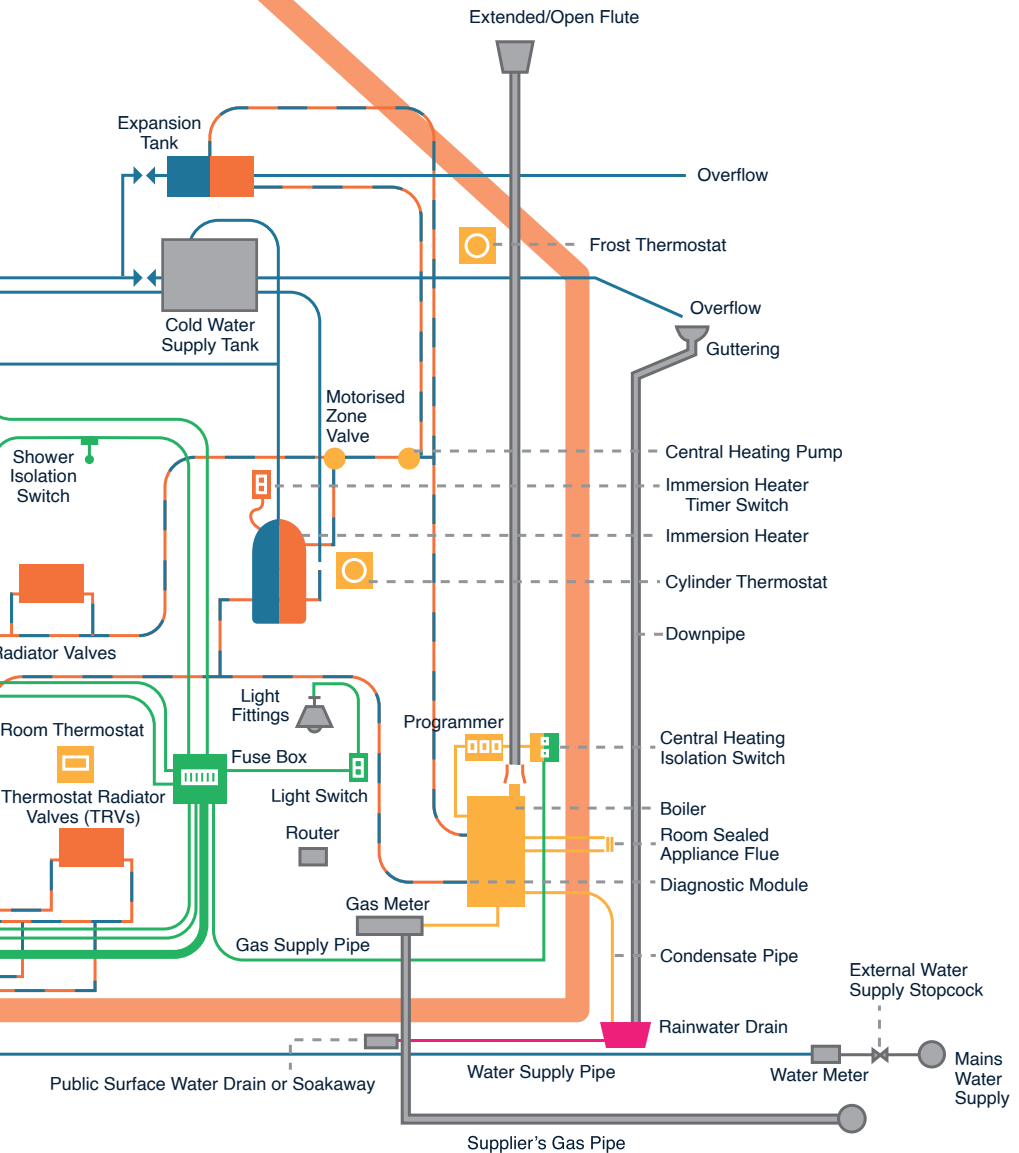 Extended/Open Flute
Expansion
Tank
Overflow
Frost Thermostat
Overflow
Cold Water
Supply Tank
Guttering
Motorised
Zone
Valve
Shower
Isolation
Switch
Central Heating Pump
Immersion Heater
Timer Switch
Immersion Heater
Cylinder Thermostat
Downpipe
Radiator Valves
Light
Fittings
Programmer
Room Thermostat
Fuse Box
Central Heating
Isolation Switch
Thermostat Radiator
Valves (TRVs)
Light Switch
Boiler
Router
Room Sealed
Appliance Flue
Diagnostic Module
Gas Meter
Gas Supply Pipe
Condensate Pipe
External Water
Supply Stopcock
Rainwater Drain
Mains
Water
Supply
Water Supply Pipe
Water Meter
Public Surface Water Drain or Soakaway
Supplier's Gas Pipe